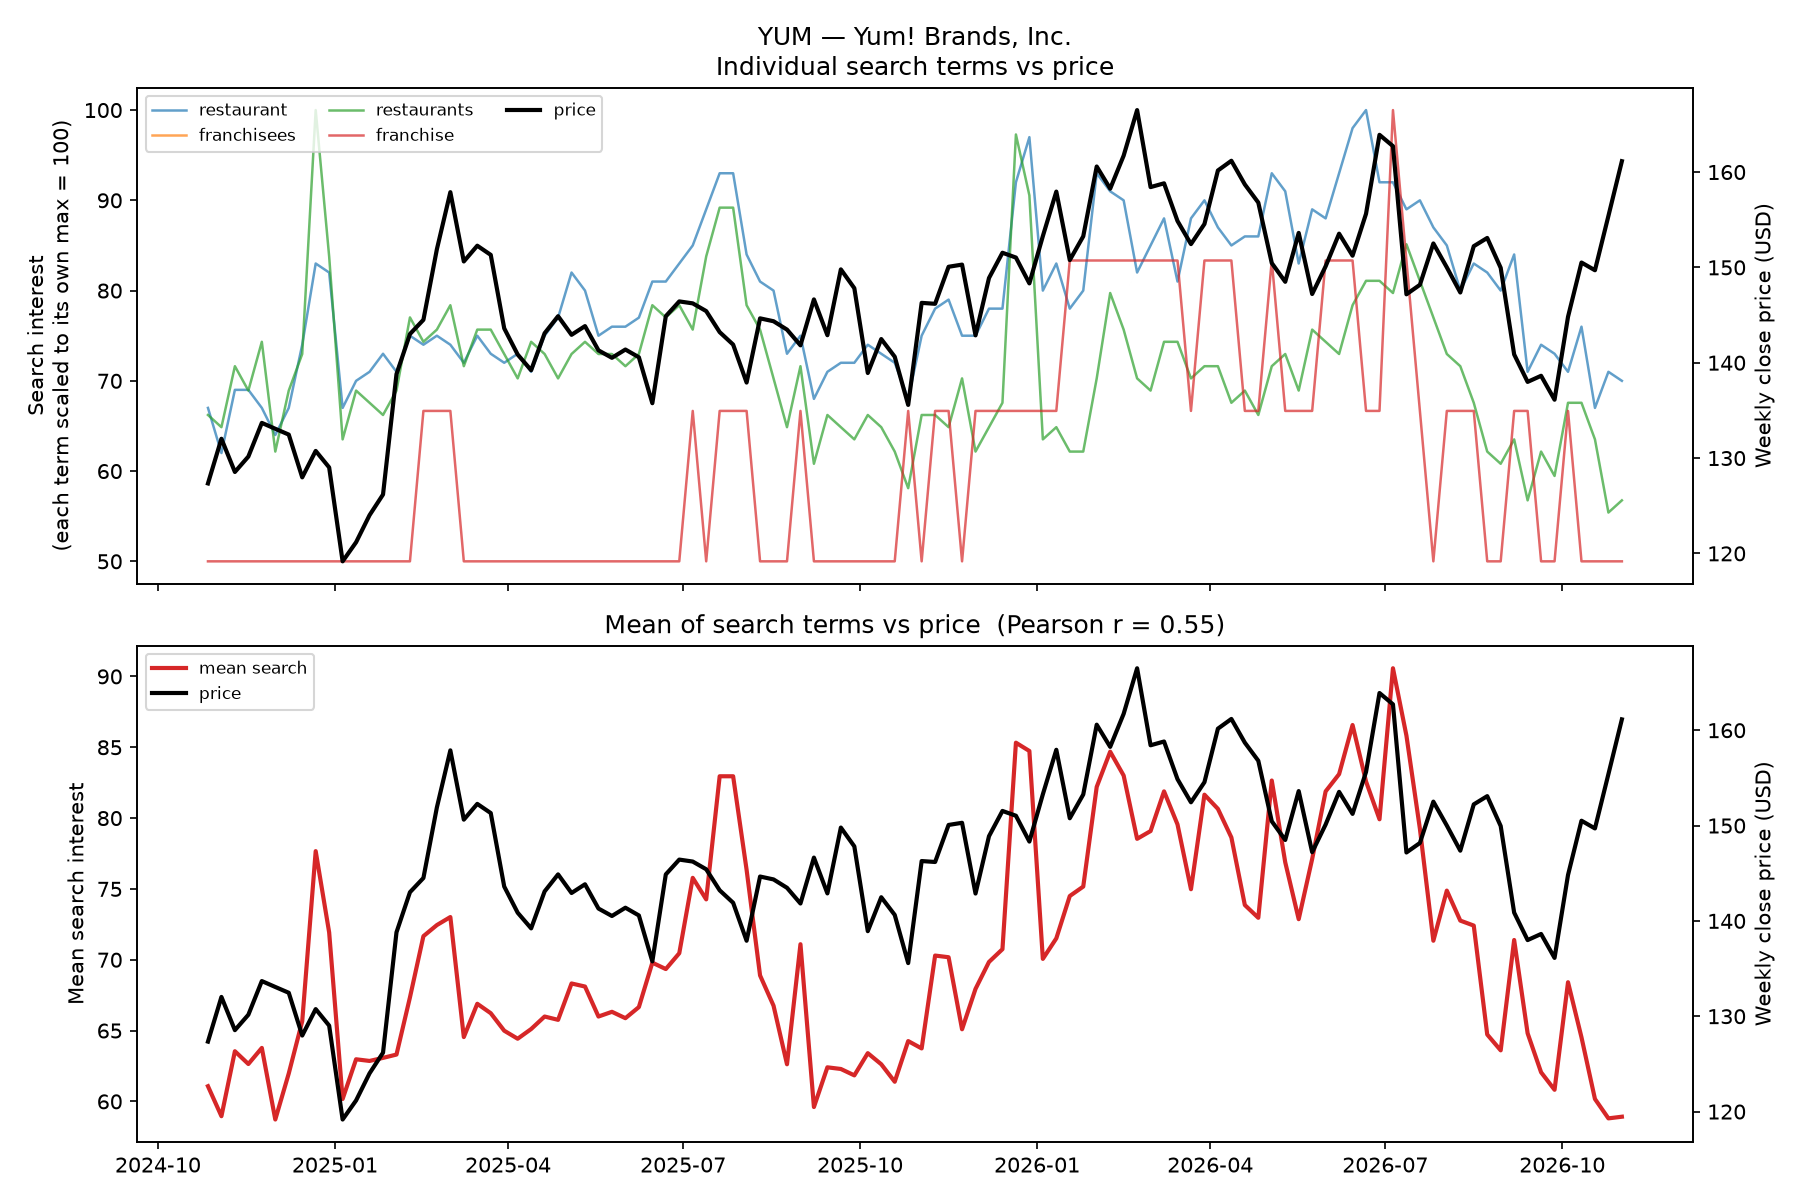 YUM — Yum! Brands, Inc.
Individual search terms vs price
restaurant
franchisees
restaurants
franchise
price
Search interest
(each term scaled to its own max = 100)
100
90
80
70
60
50
Weekly close price (USD)
160
150
140
130
120
Mean of search terms vs price (Pearson r = 0.55)
mean search
price
Mean search interest
90
85
80
75
70
65
60
Weekly close price (USD)
160
150
140
130
120
2024-10
2025-01
2025-04
2025-07
2025-10
2026-01
2026-04
2026-07
2026-10